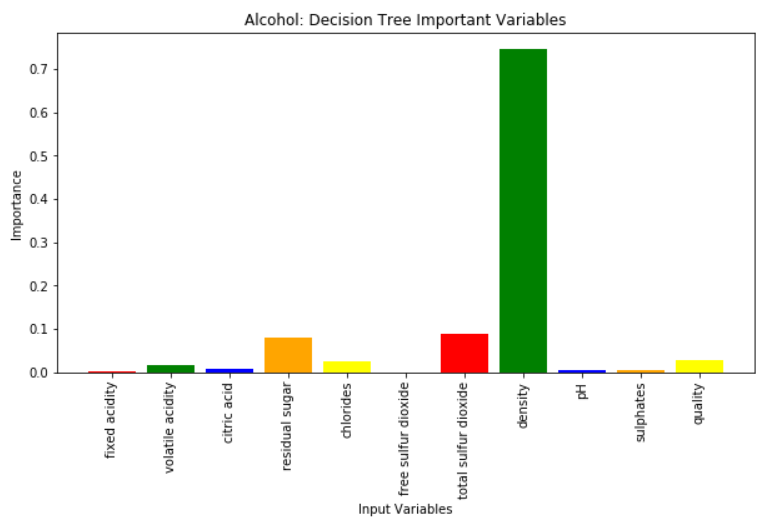 Alcohol: Decision Tree Important Variables
Importance
0.7
0.6
0.5
0.4
0.3
0.2
0.1
0.0
fixed acidity
volatile acidity
citric acid
residual sugar
chlorides
free sulfur dioxide
total sulfur dioxide
density
pH
sulphates
quality
Input Variables